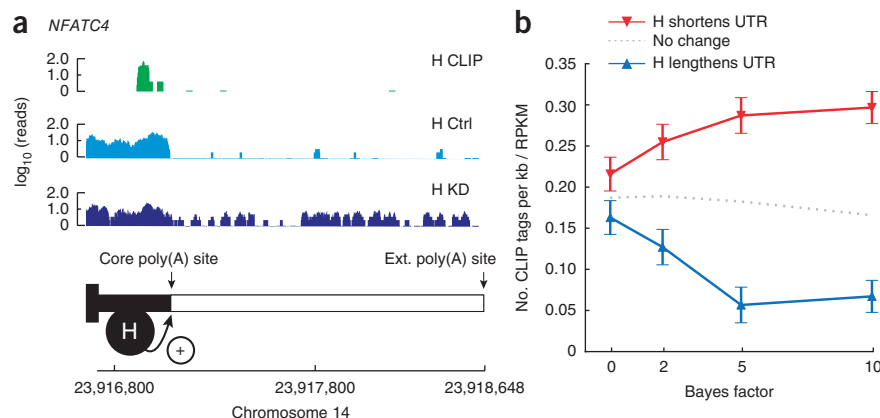 a
NFATC4
H CLIP
2.0
1.0
0
H Ctrl
2.0
1.0
0
H KD
2.0
1.0
0
log10 (reads)
Core poly(A) site
Ext. poly(A) site
H
+
23,916,800
23,917,800
23,918,648
Chromosome 14
b
H shortens UTR
No change
H lengthens UTR
0.35
0.30
0.25
0.20
0.15
0.10
0.05
0
No. CLIP tags per kb / RPKM
0
2
5
10
Bayes factor